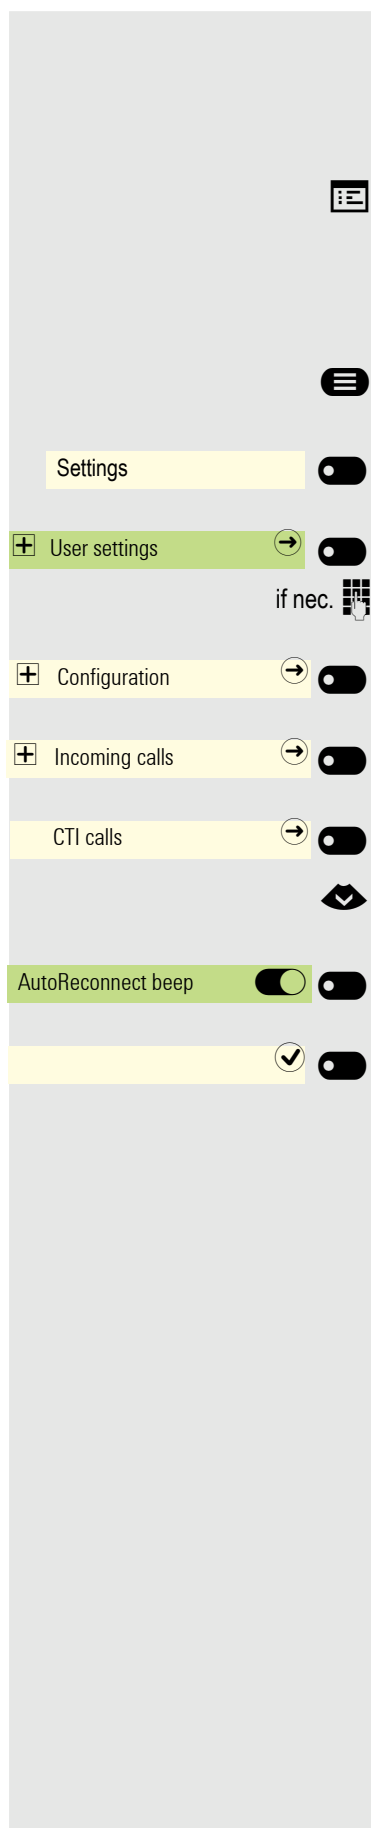 Settings
User settings
if nec.
Configuration
Incoming calls
CTI calls
AutoReconnect beep